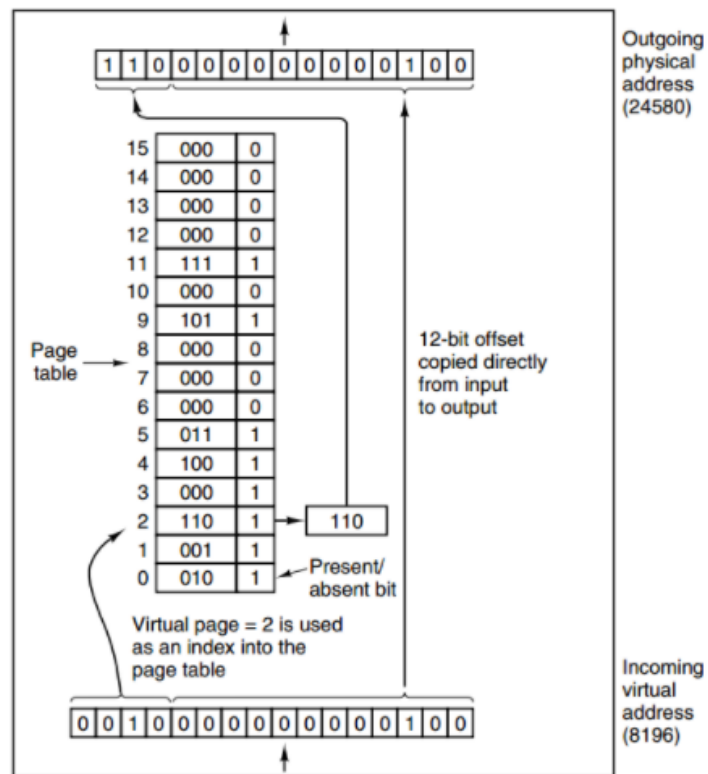 Outgoing
physical
address
(24580)
1 1 0 0 0 0 0 0 0 0 0 0 1 0 0
15 000 0
14 000 0
13 000 0
12 000 0
11 111 1
10 000 0
9 101 1
8 000 0
7 000 0
6 000 0
5 011 1
4 100 1
3 000 1
2 110 1 110
1 001 1
0 010 1
Page
table
12-bit offset
copied directly
from input
to output
Present/
absent bit
Virtual page = 2 is used
as an index into the
page table
0 0 1 0 0 0 0 0 0 0 0 0 0 1 0 0
Incoming
virtual
address
(8196)